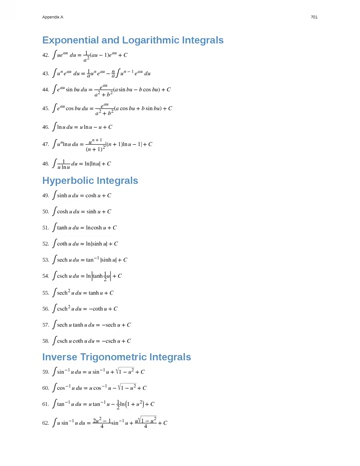 Appendix A 751
Exponential and Logarithmic Integrals
42. ∫ue^{au} du = 1/a² (au − 1)e^{au} + C
43. ∫uⁿ e^{au} du = 1/a uⁿ e^{au} − n/a ∫u^{n − 1} e^{au} du
44. ∫e^{au} sin bu du = e^{au}/(a² + b²) (a sin bu − b cos bu) + C
45. ∫e^{au} cos bu du = e^{au}/(a² + b²) (a cos bu + b sin bu) + C
46. ∫ln u du = u ln u − u + C
47. ∫uⁿ ln u du = u^{n + 1}/(n + 1)² [(n + 1)ln u − 1] + C
48. ∫1/(u ln u) du = ln|ln u| + C
Hyperbolic Integrals
49. ∫sinh u du = cosh u + C
50. ∫cosh u du = sinh u + C
51. ∫tanh u du = ln cosh u + C
52. ∫coth u du = ln|sinh u| + C
53. ∫sech u du = tan⁻¹ |sinh u| + C
54. ∫csch u du = ln|tanh 1/2 u| + C
55. ∫sech² u du = tanh u + C
56. ∫csch² u du = −coth u + C
57. ∫sech u tanh u du = −sech u + C
58. ∫csch u coth u du = −csch u + C
Inverse Trigonometric Integrals
59. ∫sin⁻¹ u du = u sin⁻¹ u + √(1 − u²) + C
60. ∫cos⁻¹ u du = u cos⁻¹ u − √(1 − u²) + C
61. ∫tan⁻¹ u du = u tan⁻¹ u − 1/2 ln(1 + u²) + C
62. ∫u sin⁻¹ u du = (2u² − 1)/4 sin⁻¹ u + u√(1 − u²)/4 + C